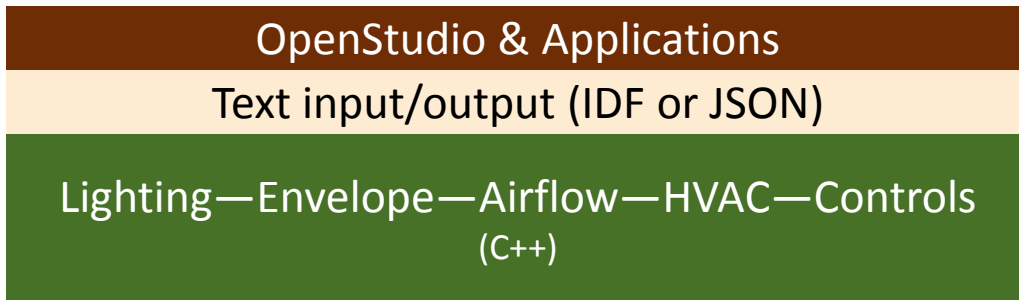 OpenStudio & Applications
Text input/output (IDF or JSON)
Lighting—Envelope—Airflow—HVAC—Controls
(C++)